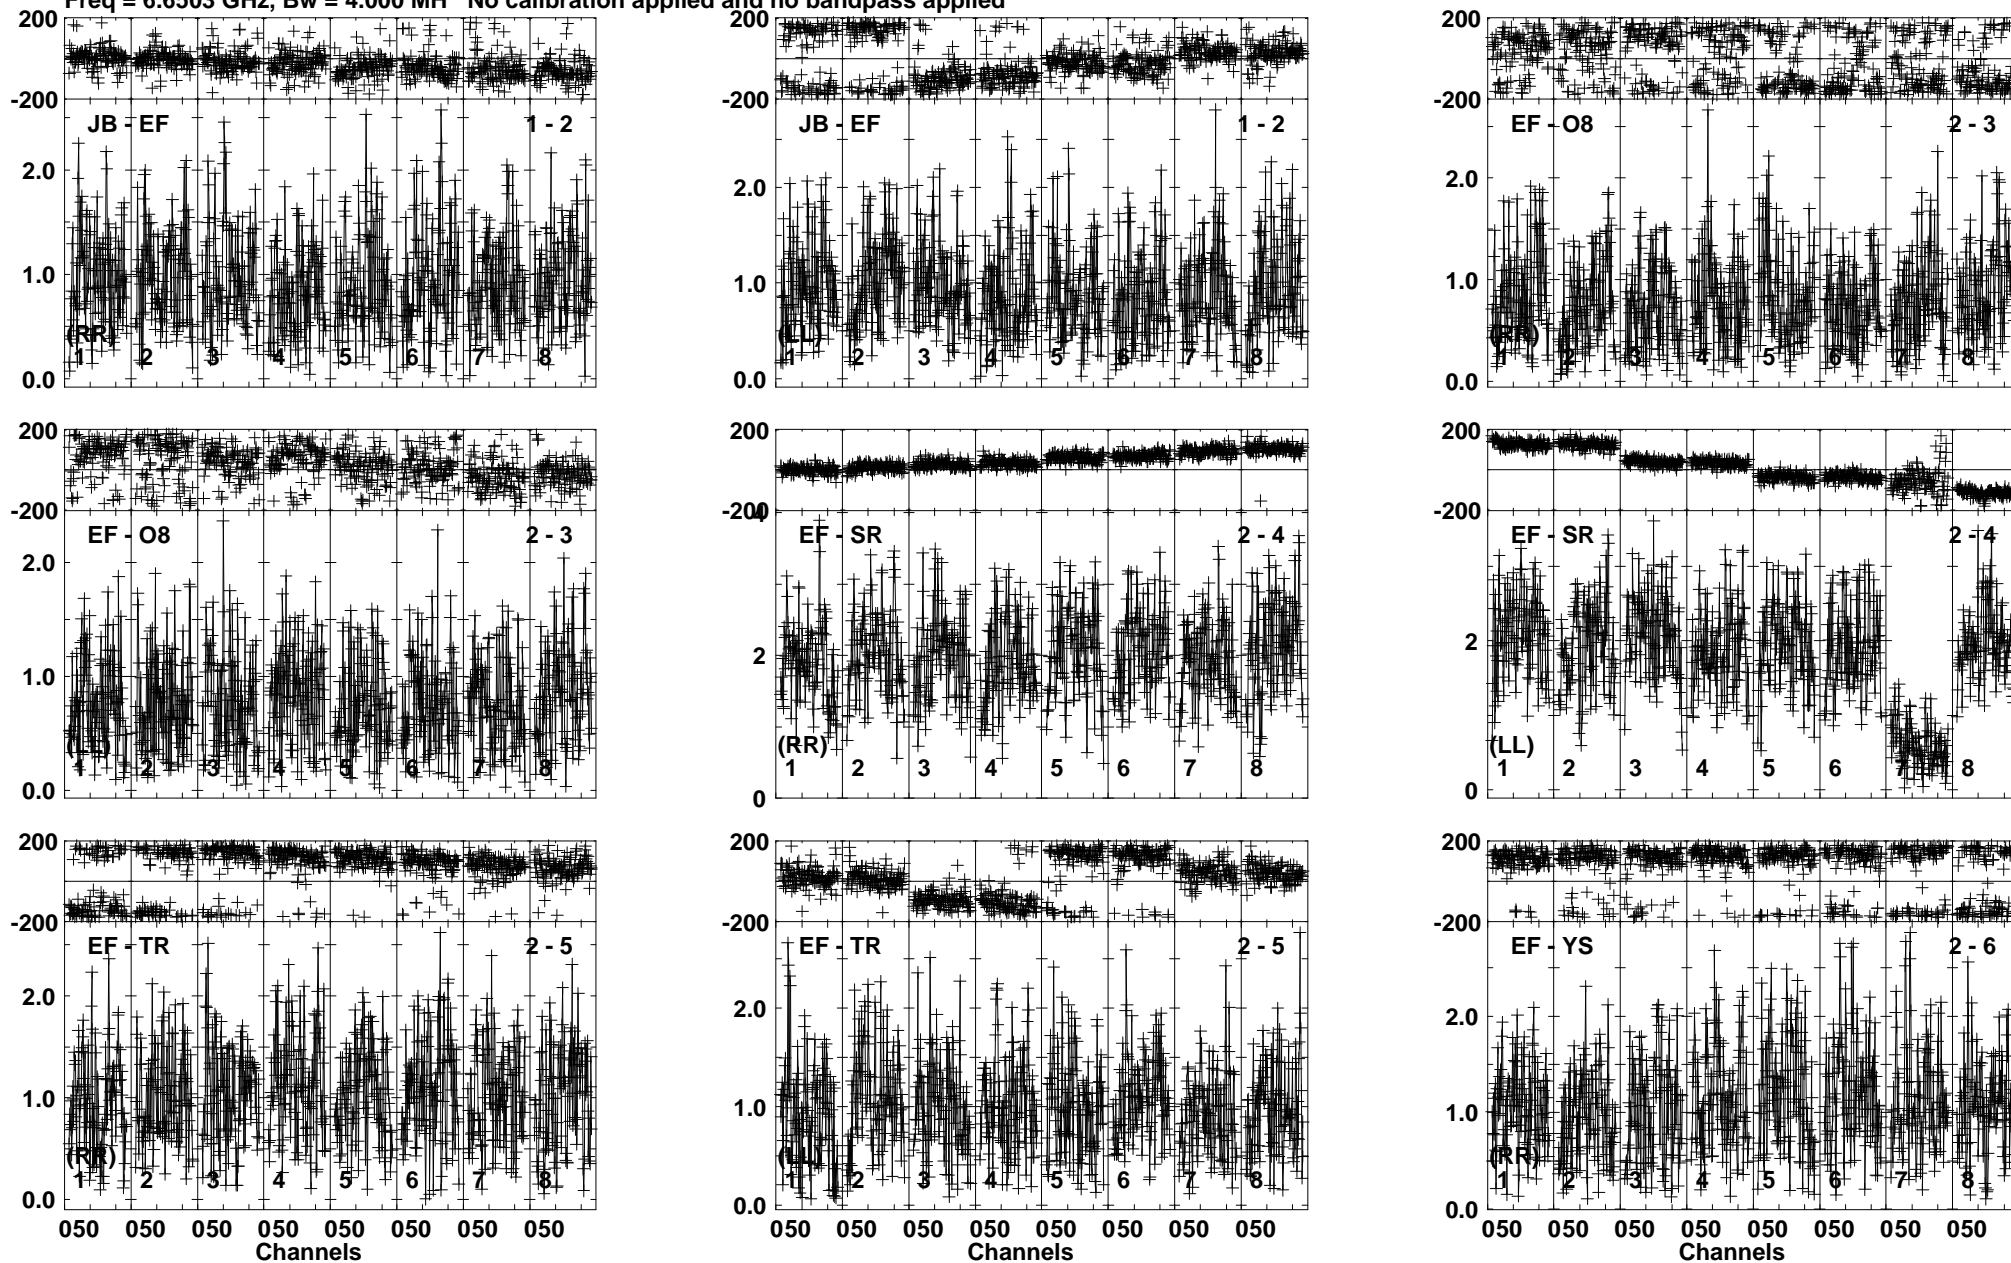 Freq = 6.6503 GHz, Bw = 4.000 MH No calibration applied and no bandpass applied
200
-200
JB - EF 1 - 2
2.0
1.0
(RR)
1 2 3 4 5 6 7 8
0.0
200
-200
JB - EF 1 - 2
2.0
1.0
(LL)
1 2 3 4 5 6 7 8
0.0
200
-200
EF - O8 2 - 3
2.0
1.0
(RR)
1 2 3 4 5 6 7 8
0.0
200
-200
EF - O8 2 - 3
2.0
1.0
(LL)
1 2 3 4 5 6 7 8
0.0
200
-200
4
EF - SR 2 - 4
2
(RR)
1 2 3 4 5 6 7 8
0
200
-200
EF - SR 2 - 4
2
(LL)
1 2 3 4 5 6 7 8
0
200
-200
EF - TR 2 - 5
2.0
1.0
(RR)
1 2 3 4 5 6 7 8
0.0
050 050 050 050 050 050 050 050
Channels
200
-200
EF - TR 2 - 5
2.0
1.0
(LL)
1 2 3 4 5 6 7 8
0.0
050 050 050 050 050 050 050 050
Channels
200
-200
EF - YS 2 - 6
2.0
1.0
(RR)
1 2 3 4 5 6 7 8
0.0
050 050 050 050 050 050 050 050
Channels